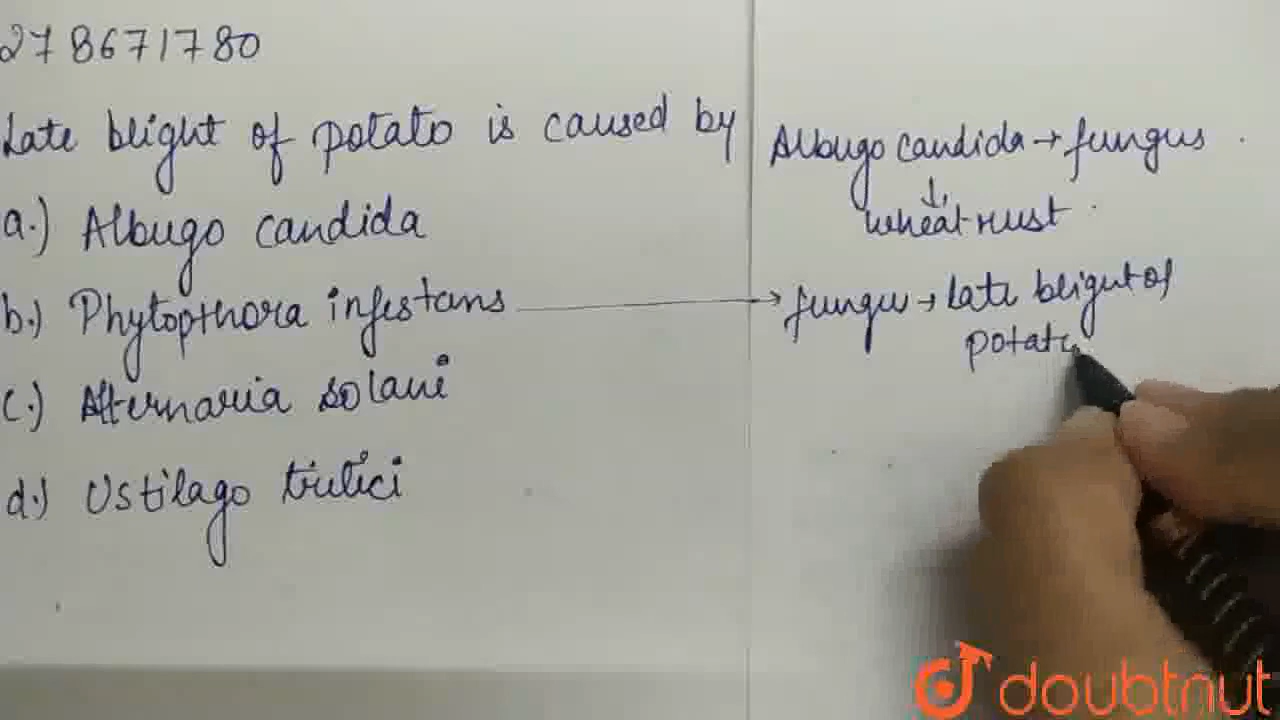 278671780
Late blight of potato is caused by
a.) Albugo candida
b.) Phytopthora infestans
c.) Alternaria solani
d.) Ustilago tritici
Albugo candida → fungus
↓
wheat rust
→ fungus → late blight of
potato
doubtnut